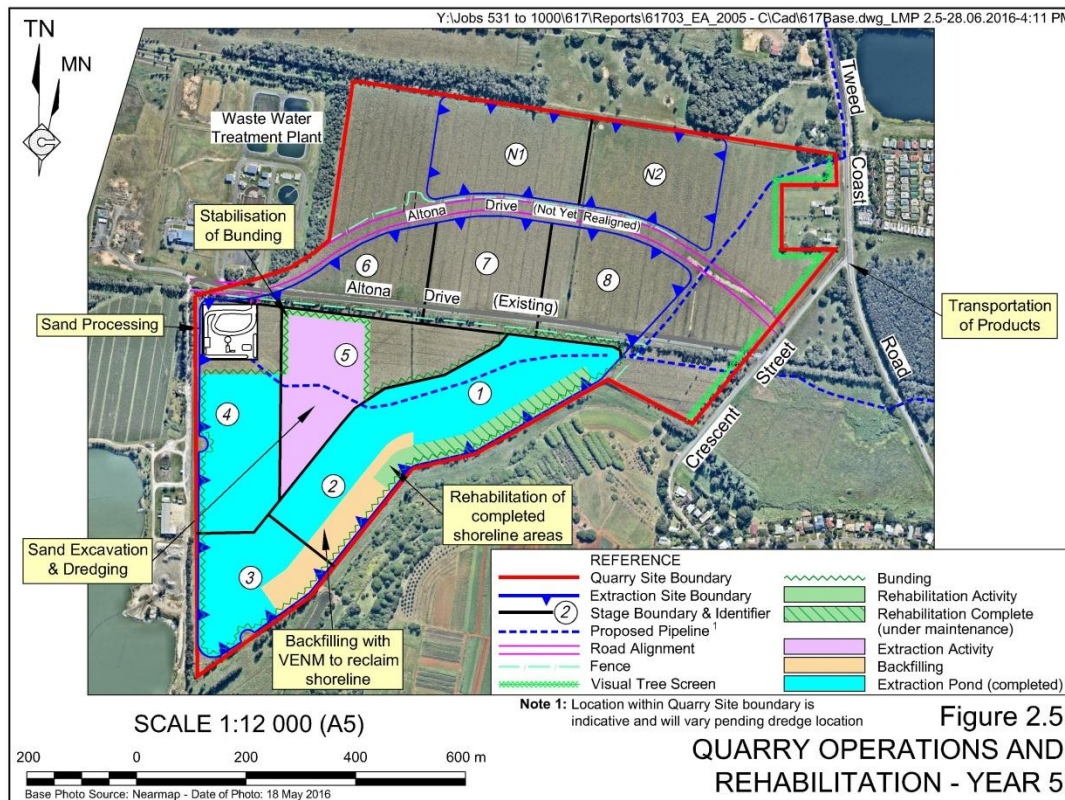 Y:\Jobs 531 to 1000\617\Reports\61703_EA_2005 - C\Cad\617Base.dwg_LMP 2.5-28.06.2016-4:11 PM
TN
MN
Waste Water
Treatment Plant
Tweed
Coast
Road
N1
N2
Stabilisation
of Bunding
Altona
Drive
(Not Yet Realigned)
6
7
8
Altona
Drive
(Existing)
Sand Processing
Transportation
of Products
5
4
1
Street
Crescent
2
Rehabilitation of
completed
shoreline areas
Sand Excavation
& Dredging
3
Backfilling with
VENM to reclaim
shoreline
REFERENCE
Quarry Site Boundary
Extraction Site Boundary
2 Stage Boundary & Identifier
Proposed Pipeline 1
Road Alignment
Fence
Visual Tree Screen
Bunding
Rehabilitation Activity
Rehabilitation Complete
(under maintenance)
Extraction Activity
Backfilling
Extraction Pond (completed)
Note 1: Location within Quarry Site boundary is
indicative and will vary pending dredge location
SCALE 1:12 000 (A5)
200 0 200 400 600 m
Base Photo Source: Nearmap - Date of Photo: 18 May 2016
Figure 2.5
QUARRY OPERATIONS AND
REHABILITATION - YEAR 5